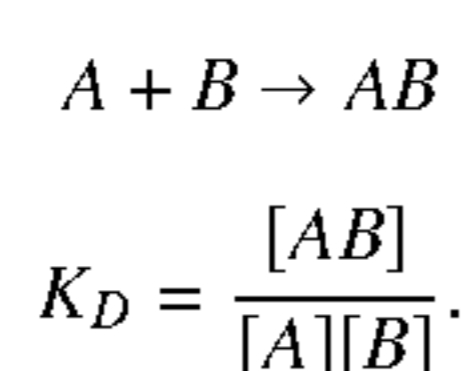 A + B → AB
K_D = [AB] / [A][B].